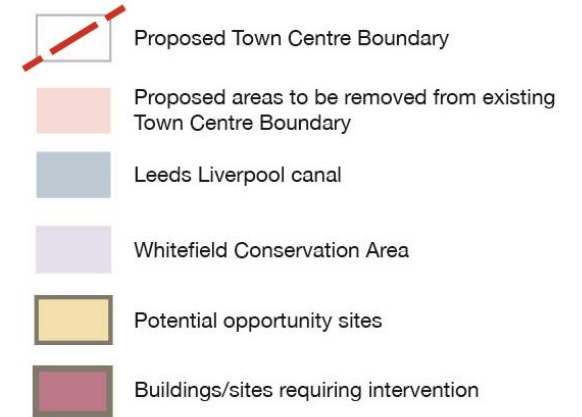 Proposed Town Centre Boundary
Proposed areas to be removed from existing
Town Centre Boundary
Leeds Liverpool canal
Whitefield Conservation Area
Potential opportunity sites
Buildings/sites requiring intervention